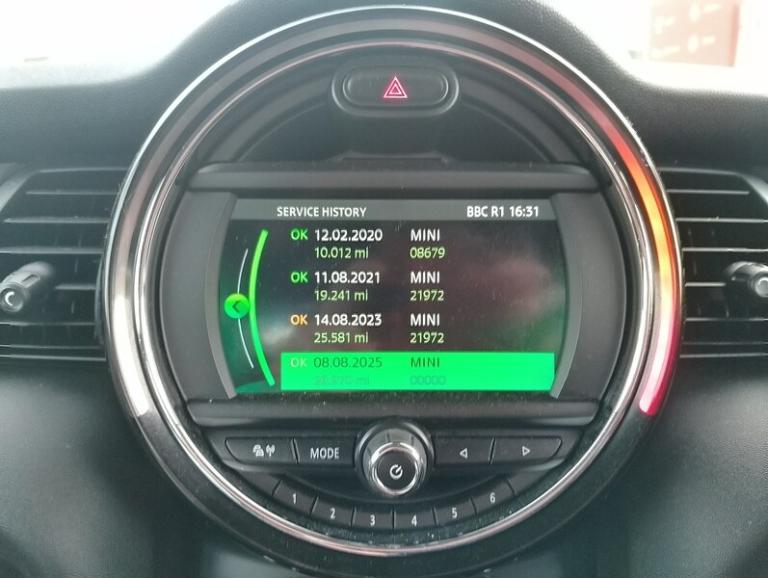 SERVICE HISTORY BBC R1 16:31
OK 12.02.2020 MINI
10.012 mi 08679
OK 11.08.2021 MINI
19.241 mi 21972
OK 14.08.2023 MINI
25.581 mi 21972
OK 08.08.2025 MINI
mi 00000
MODE
1 2 3 4 5 6